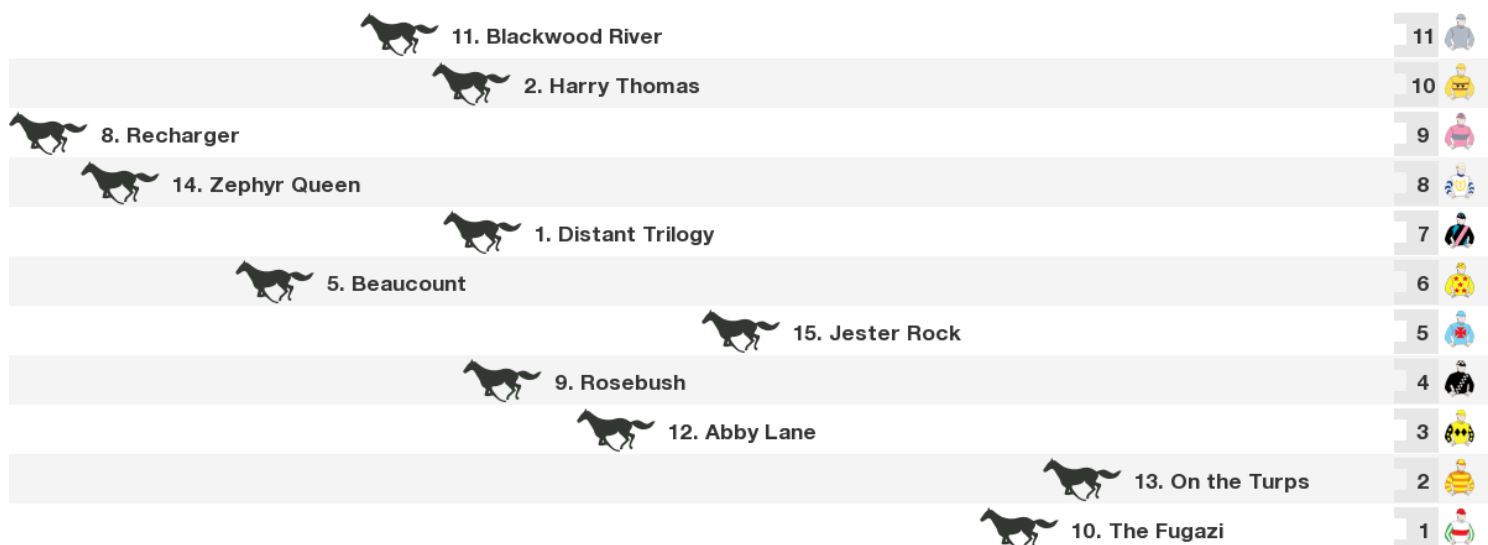 11. Blackwood River 11
2. Harry Thomas 10
8. Recharger 9
14. Zephyr Queen 8
1. Distant Trilogy 7
5. Beaucount 6
15. Jester Rock 5
9. Rosebush 4
12. Abby Lane 3
13. On the Turps 2
10. The Fugazi 1